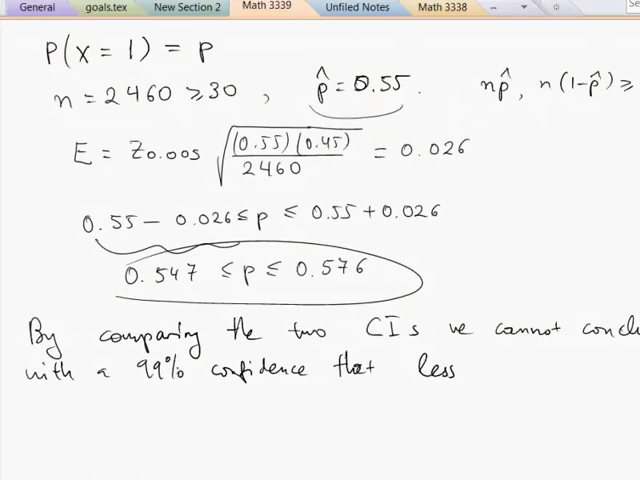 General goals.tex New Section 2 Math 3339 Unfiled Notes Math 3338 ...
P(x = 1) = p
n = 2460 ≥ 30 , p̂ = 0.55 . np̂, n(1-p̂) ≥
E = Z0.005 √((0.55)(0.45)/2460) = 0.026
0.55 - 0.026 ≤ p ≤ 0.55 + 0.026
0.547 ≤ p ≤ 0.576
By comparing the two CIs we cannot conclu
with a 99% confidence that less